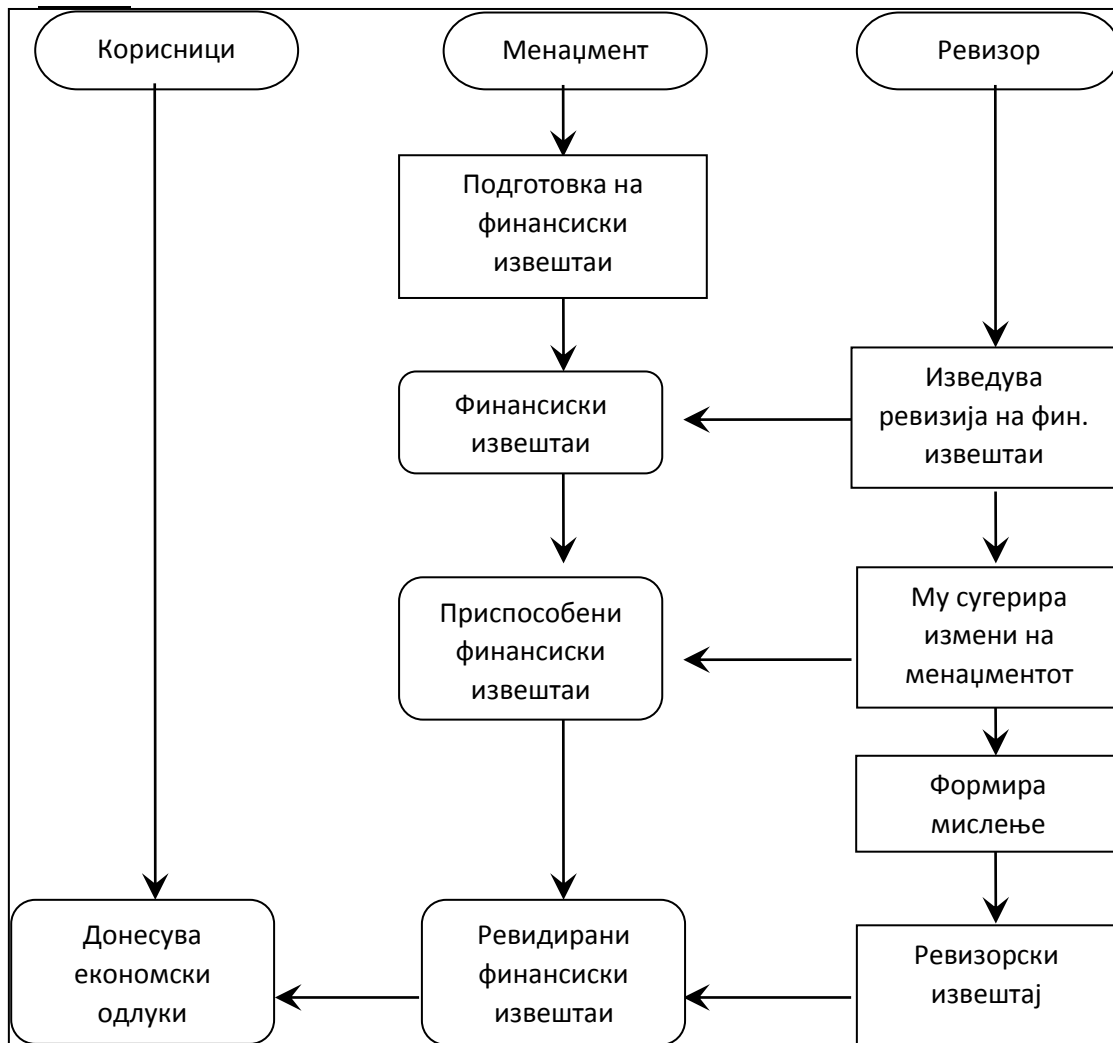 Корисници
Менаџмент
Ревизор
Подготовка на
финансиски
извештаи
Финансиски
извештаи
Изведува
ревизија на фин.
извештаи
Приспособени
финансиски
извештаи
Му сугерира
измени на
менаџментот
Формира
мислење
Донесува
економски
одлуки
Ревидирани
финансиски
извештаи
Ревизорски
извештај